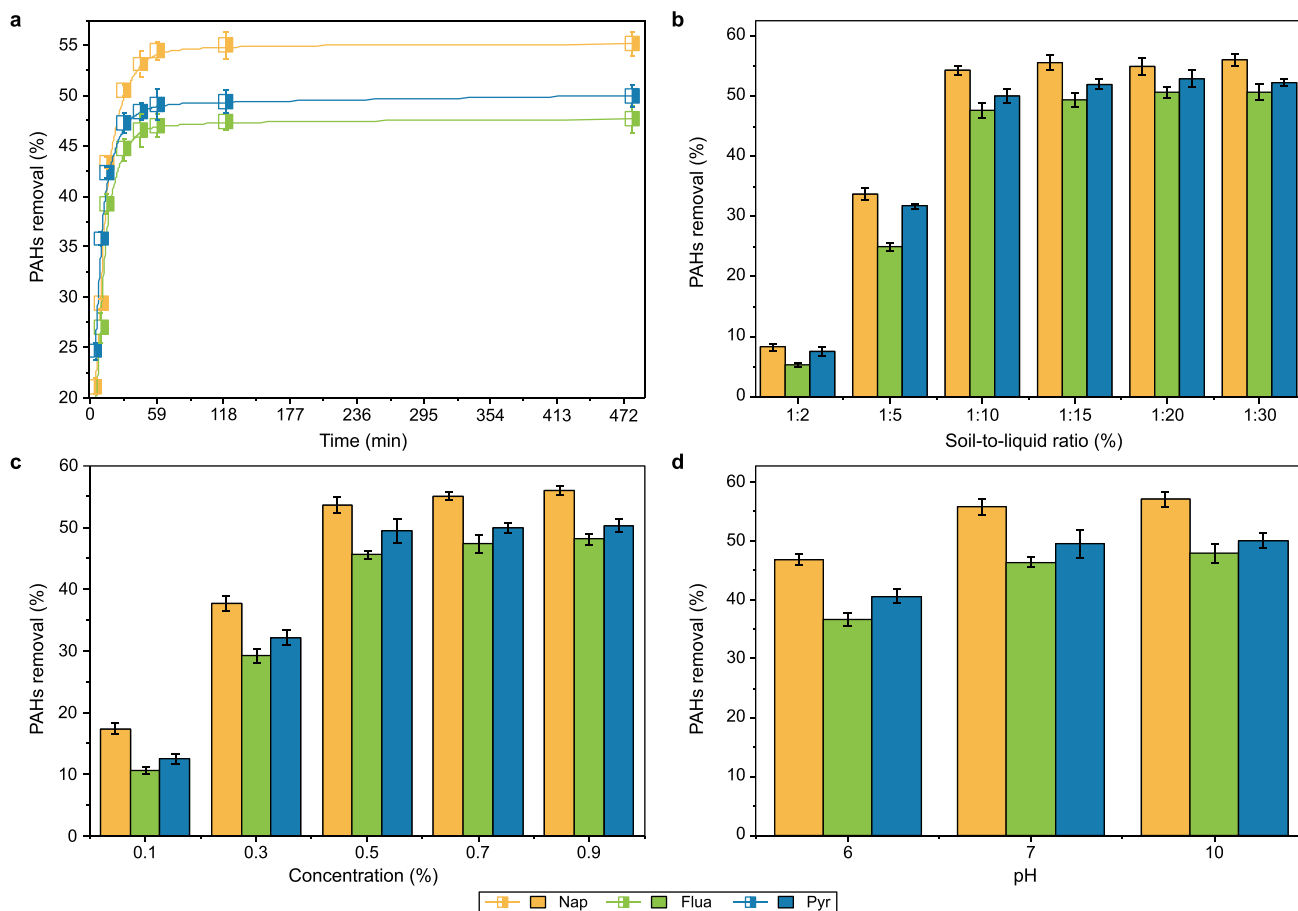 a
PAHs removal (%)
55
50
45
40
35
30
25
20
0 59 118 177 236 295 354 413 472
Time (min)
b
PAHs removal (%)
60
50
40
30
20
10
0
1:2 1:5 1:10 1:15 1:20 1:30
Soil-to-liquid ratio (%)
c
PAHs removal (%)
60
50
40
30
20
10
0
0.1 0.3 0.5 0.7 0.9
Concentration (%)
d
PAHs removal (%)
60
50
40
30
20
10
0
6 7 10
pH
Nap Flua Pyr